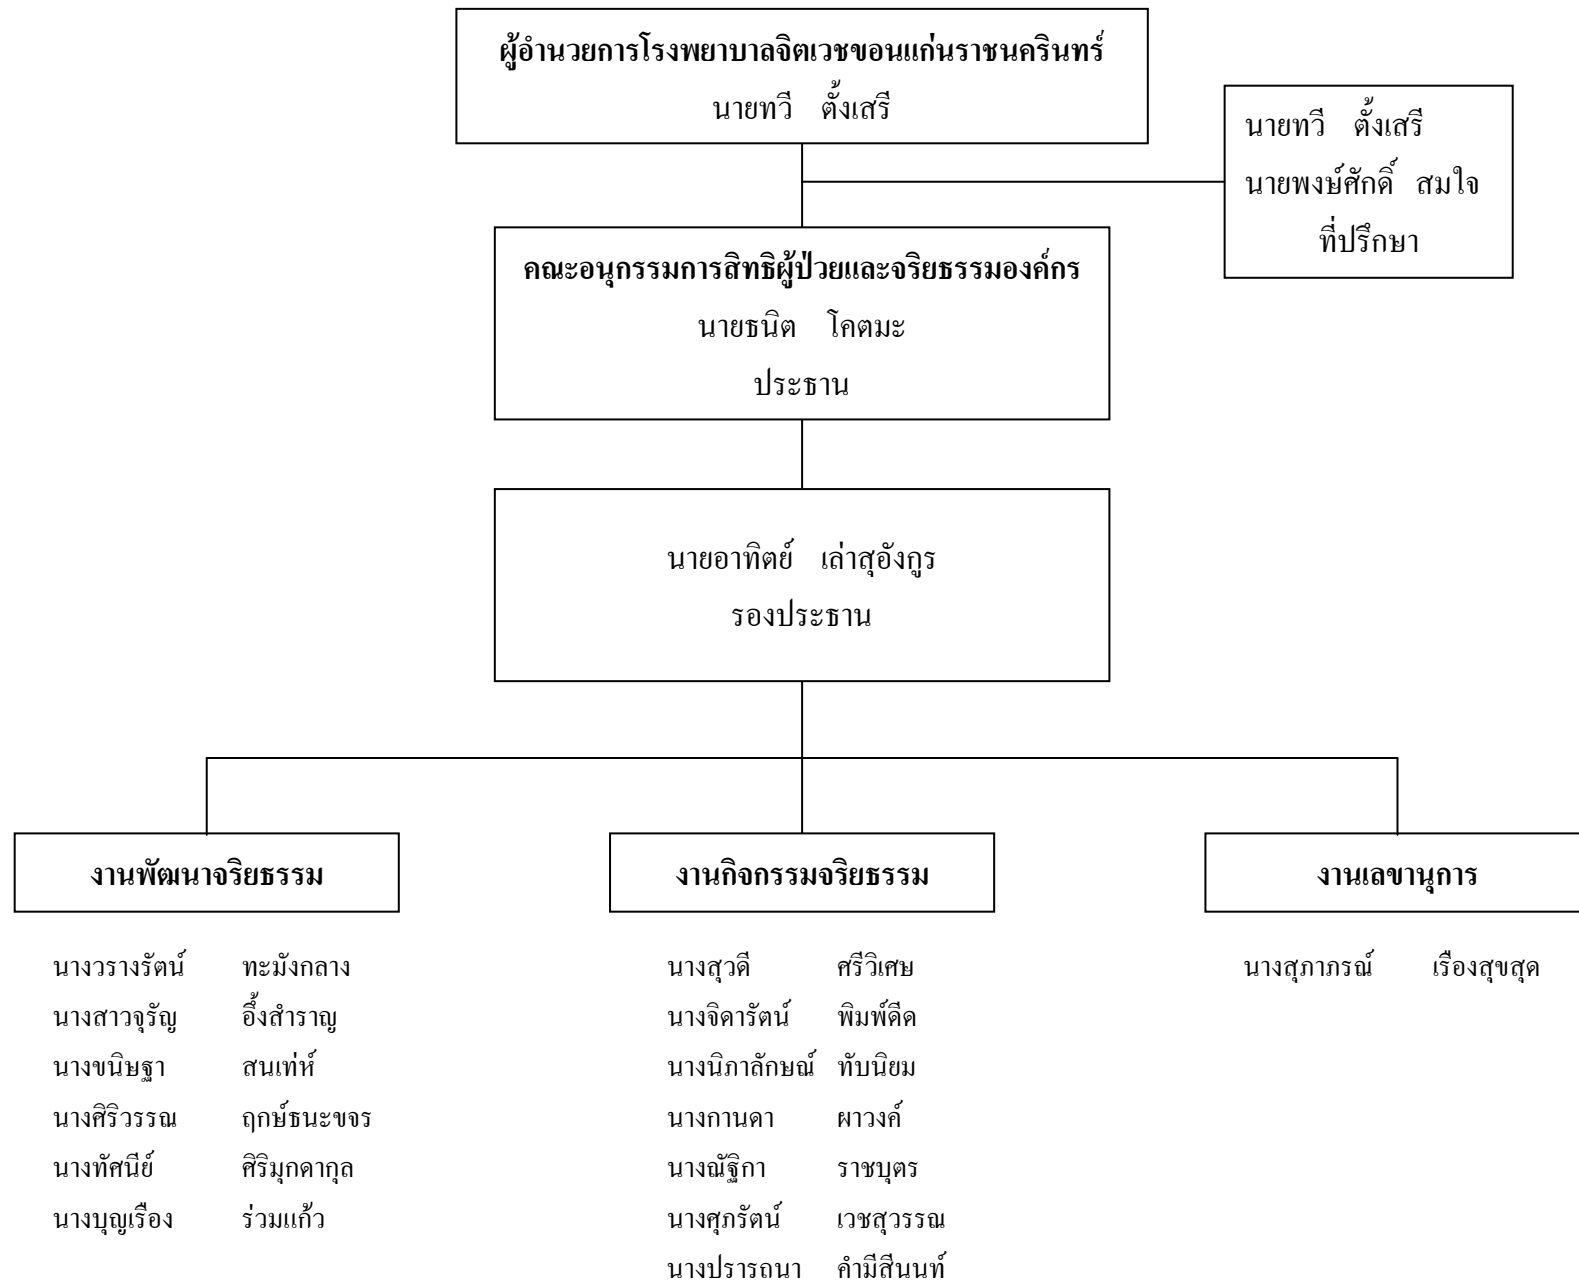 ผู้อำนวยการโรงพยาบาลจิตเวชขอนแก่นราชนครินทร์
นายทวี ตั้งเสรี
นายทวี ตั้งเสรี
นายพงษ์ศักดิ์ สมใจ
ที่ปรึกษา
คณะอนุกรรมการสิทธิผู้ป่วยและจริยธรรมองค์กร
นายธนิต โคตมะ
ประธาน
นายอาทิตย์ เล่าสุอังกูร
รองประธาน
งานพัฒนาจริยธรรม
นางวรางรัตน์ ทะมังกลาง
นางสาวจุรัญ อึ้งสำราญ
นางขนิษฐา สนเท่ห์
นางศิริวรรณ ฤกษ์ธนะขจร
นางทัศนีย์ ศิริมุกดากุล
นางบุญเรือง ร่วมแก้ว
งานกิจกรรมจริยธรรม
นางสุวดี ศรีวิเศษ
นางจิดารัตน์ พิมพ์ดีด
นางนิภาลักษณ์ ทับนิยม
นางกานดา ผาวงค์
นางณัฐิกา ราชบุตร
นางศุภรัตน์ เวชสุวรรณ
นางปรารถนา คำมีสีนนท์
งานเลขานุการ
นางสุภาภรณ์ เรืองสุขสุด